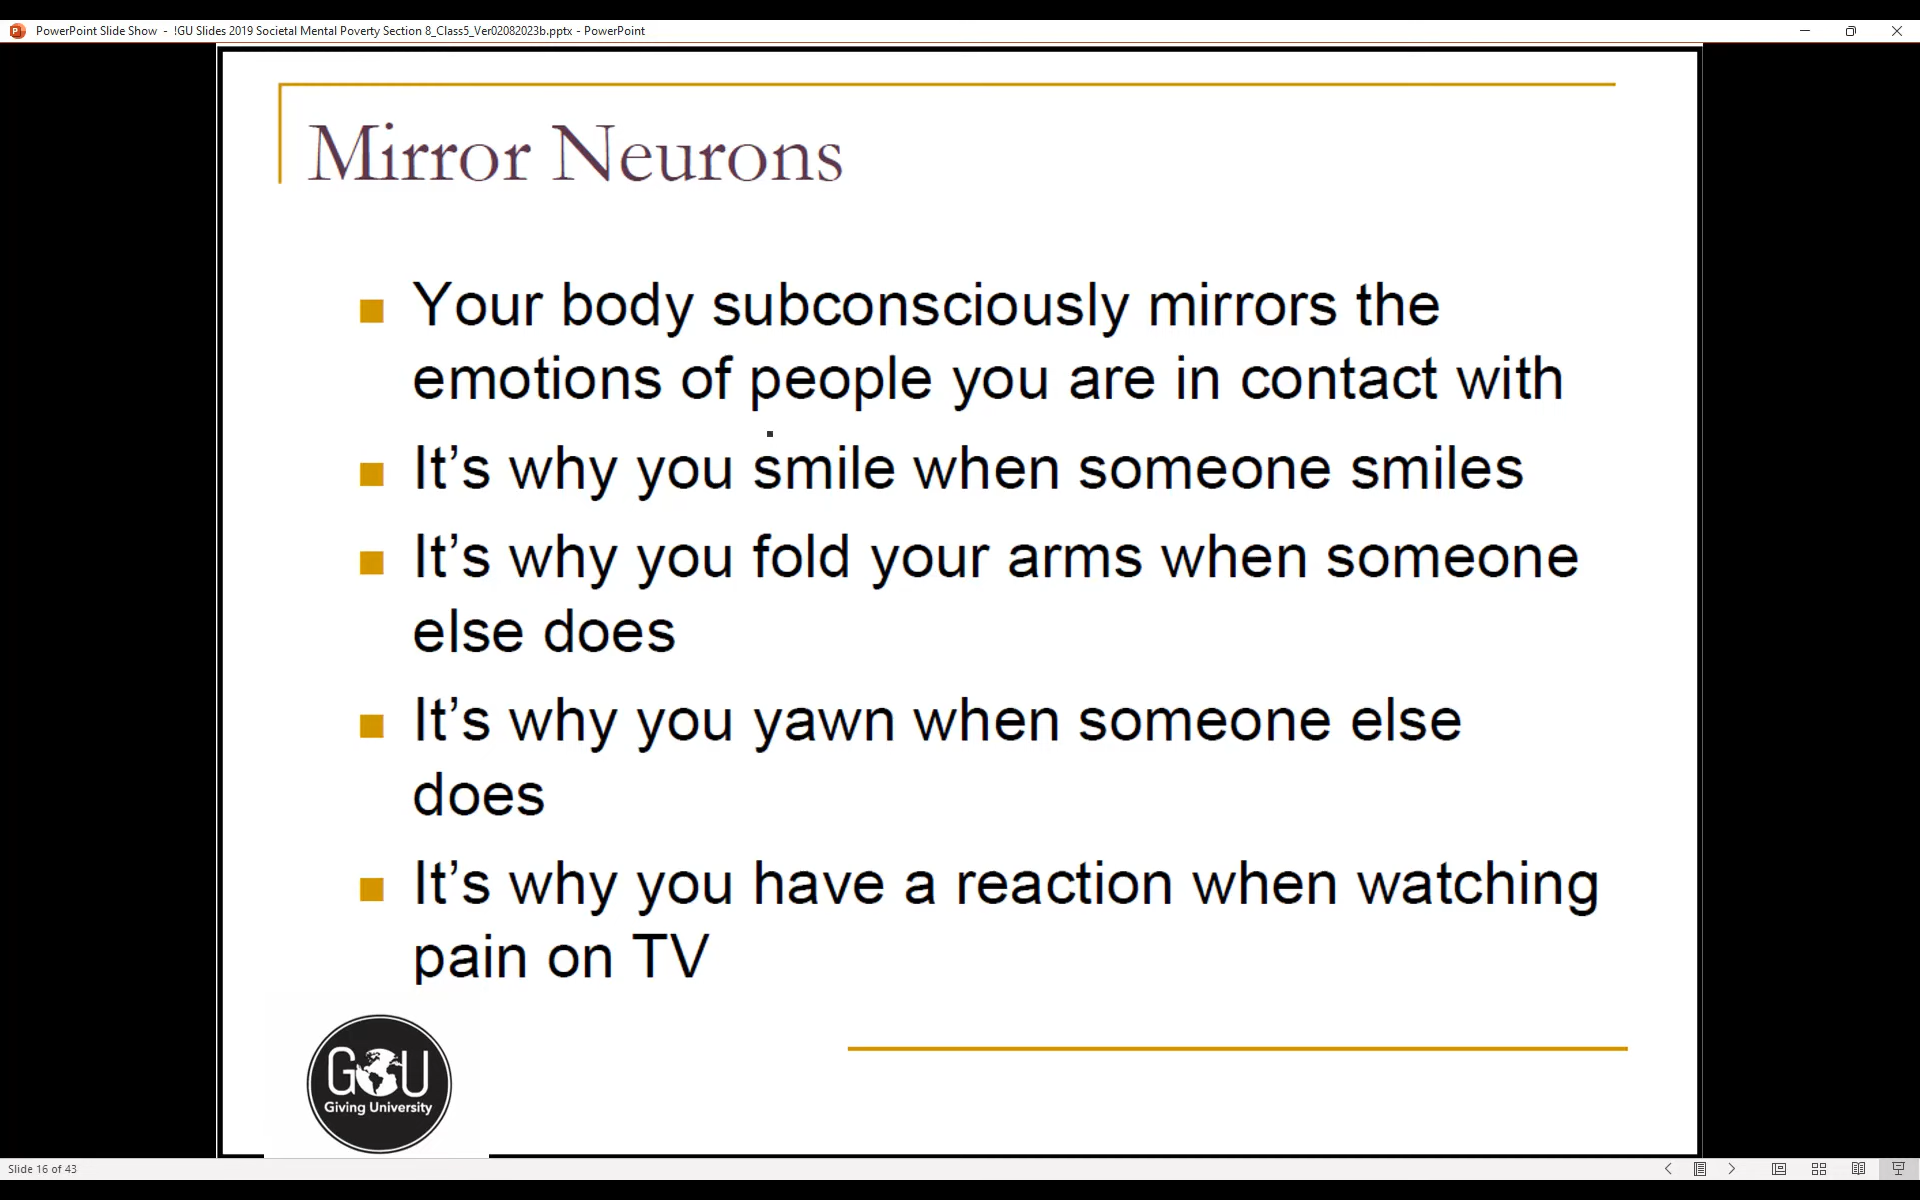 PowerPoint Slide Show - !GU Slides 2019 Societal Mental Poverty Section 8_Class5_Ver02082023b.pptx - PowerPoint
Mirror Neurons
Your body subconsciously mirrors the
emotions of people you are in contact with
It's why you smile when someone smiles
It's why you fold your arms when someone
else does
It's why you yawn when someone else
does
It's why you have a reaction when watching
pain on TV
GU
Giving University
Slide 16 of 43